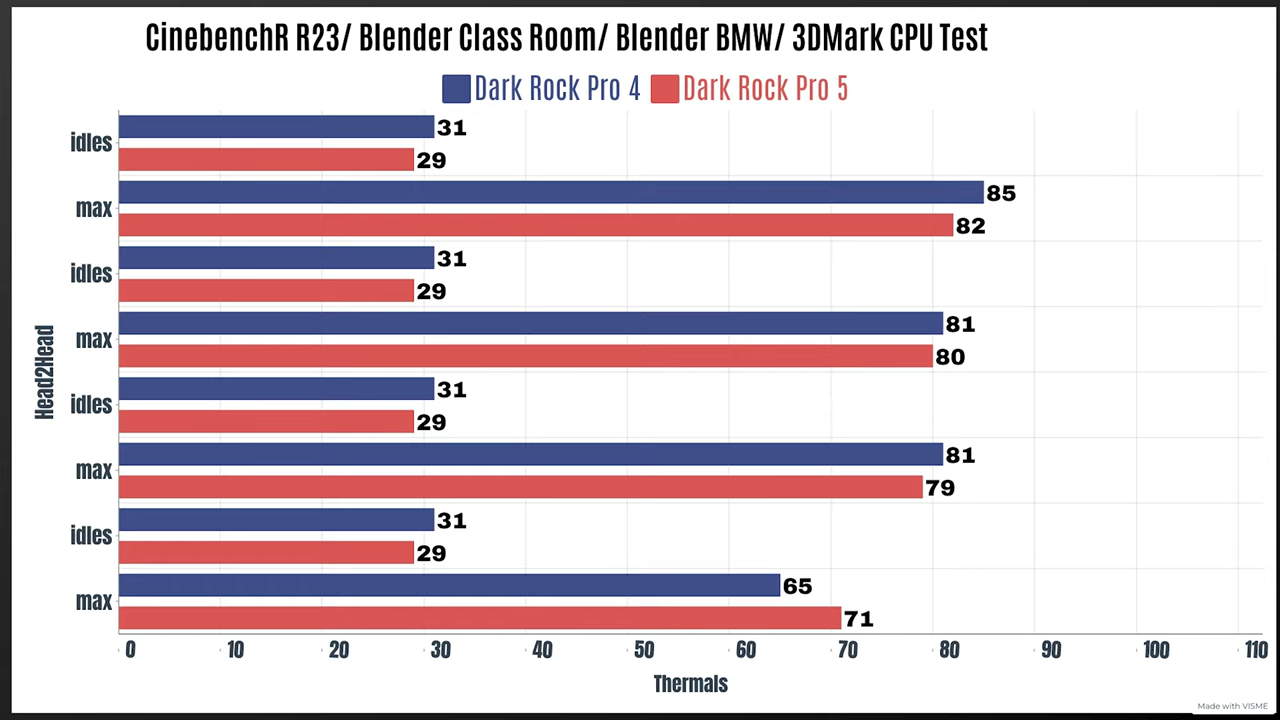 CinebenchR R23/ Blender Class Room/ Blender BMW/ 3DMark CPU Test
Dark Rock Pro 4 Dark Rock Pro 5
idles
31
29
max
85
82
idles
31
29
max
81
80
idles
31
29
max
81
79
idles
31
29
max
65
71
Head2Head
0 10 20 30 40 50 60 70 80 90 100 110
Thermals
Made with VISME